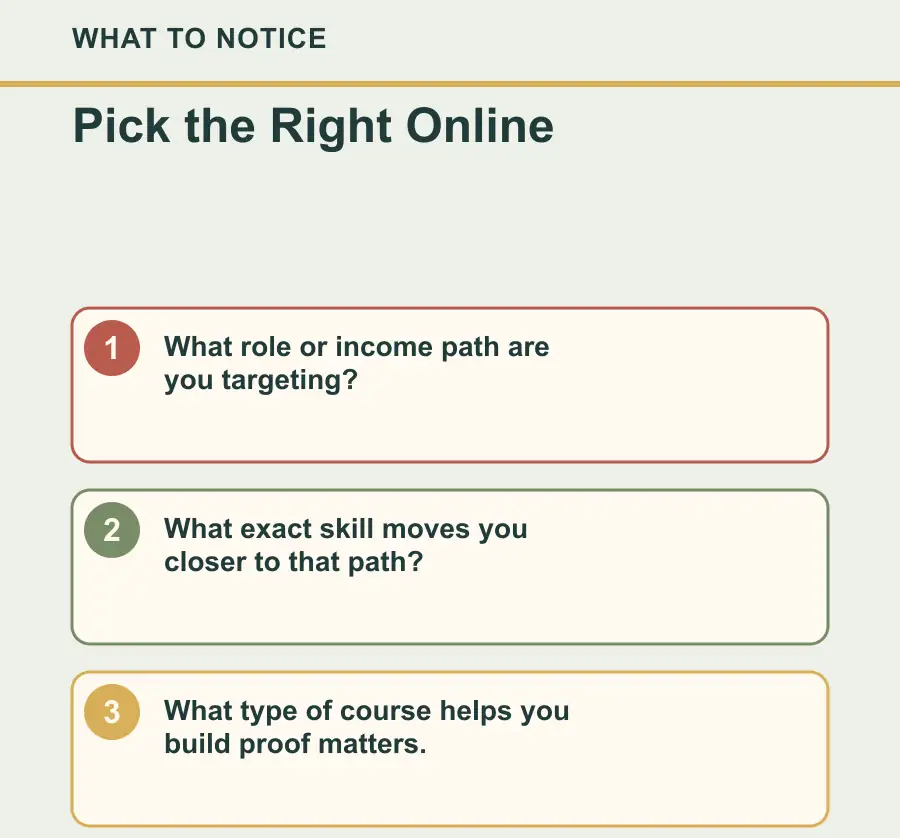 WHAT TO NOTICE
Pick the Right Online
1
What role or income path are
you targeting?
2
What exact skill moves you
closer to that path?
3
What type of course helps you
build proof matters.